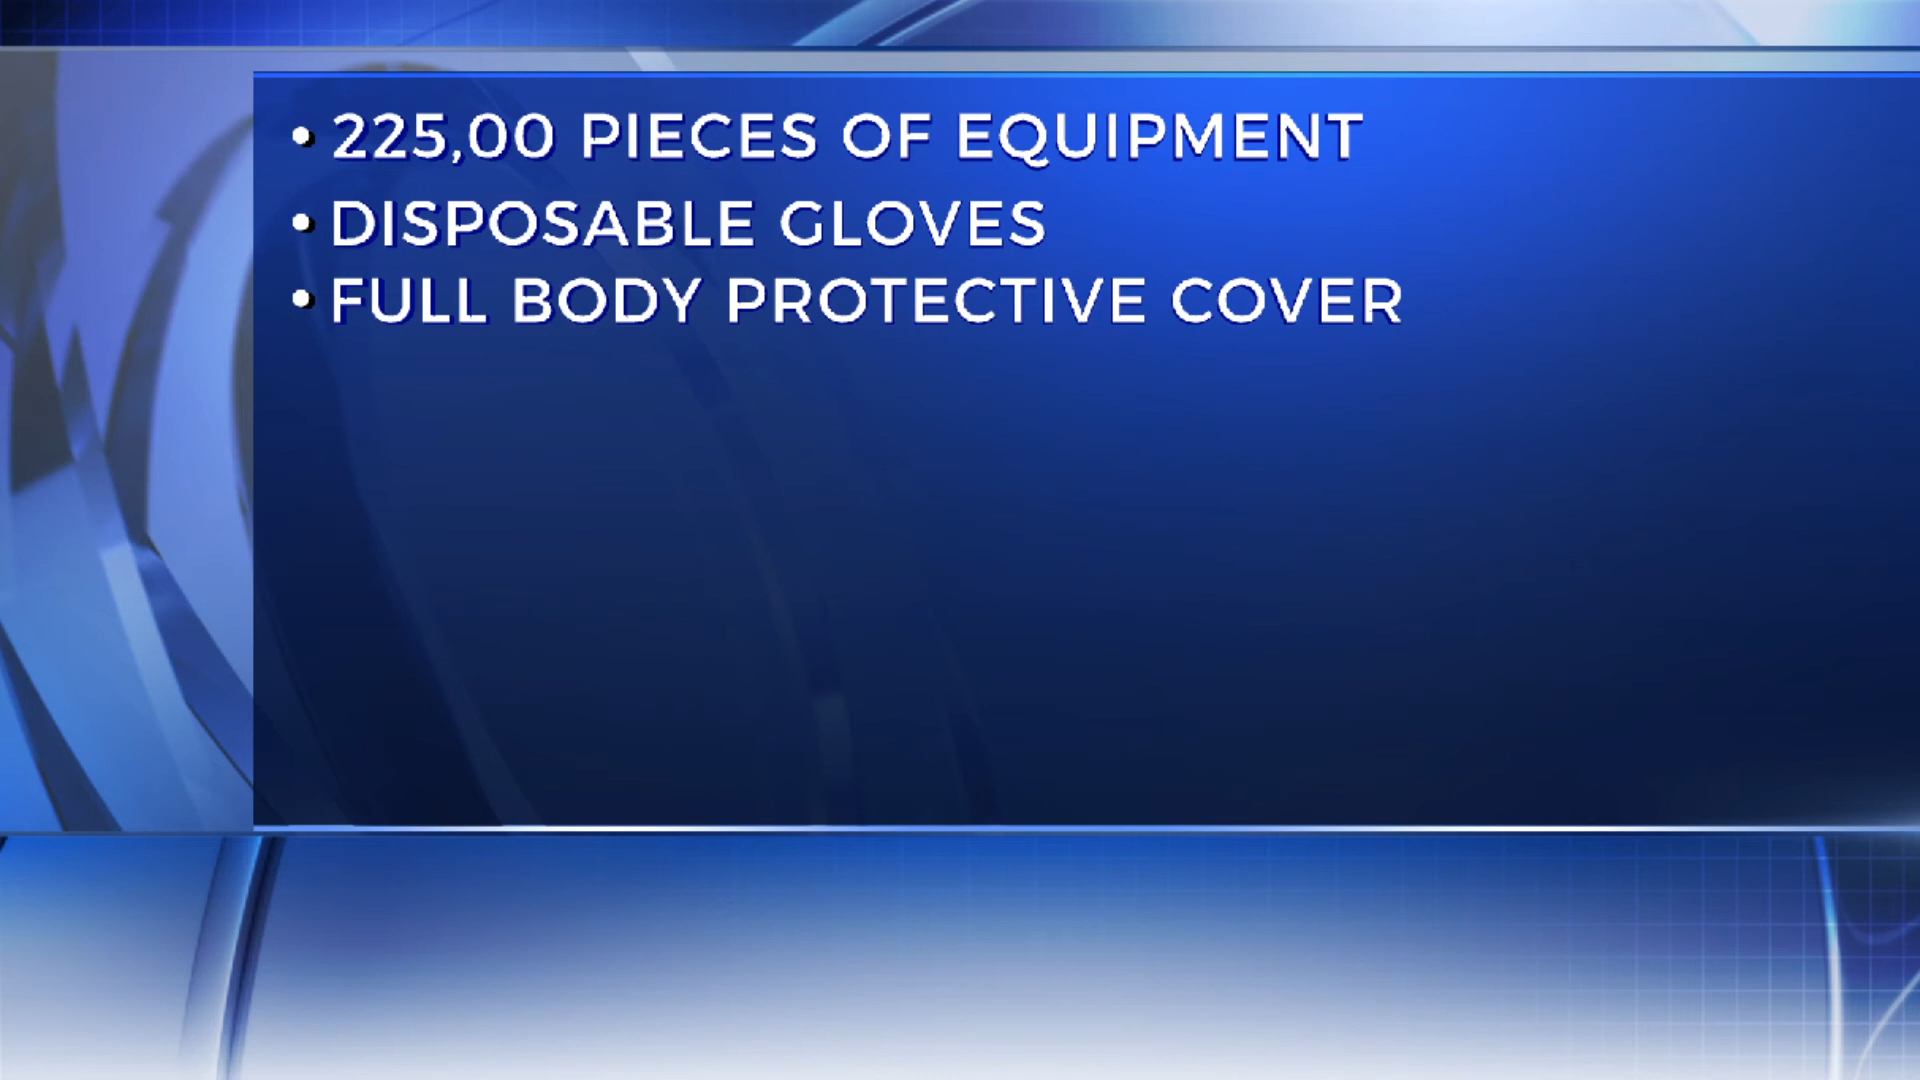 • 225,00 PIECES OF EQUIPMENT
• DISPOSABLE GLOVES
• FULL BODY PROTECTIVE COVER